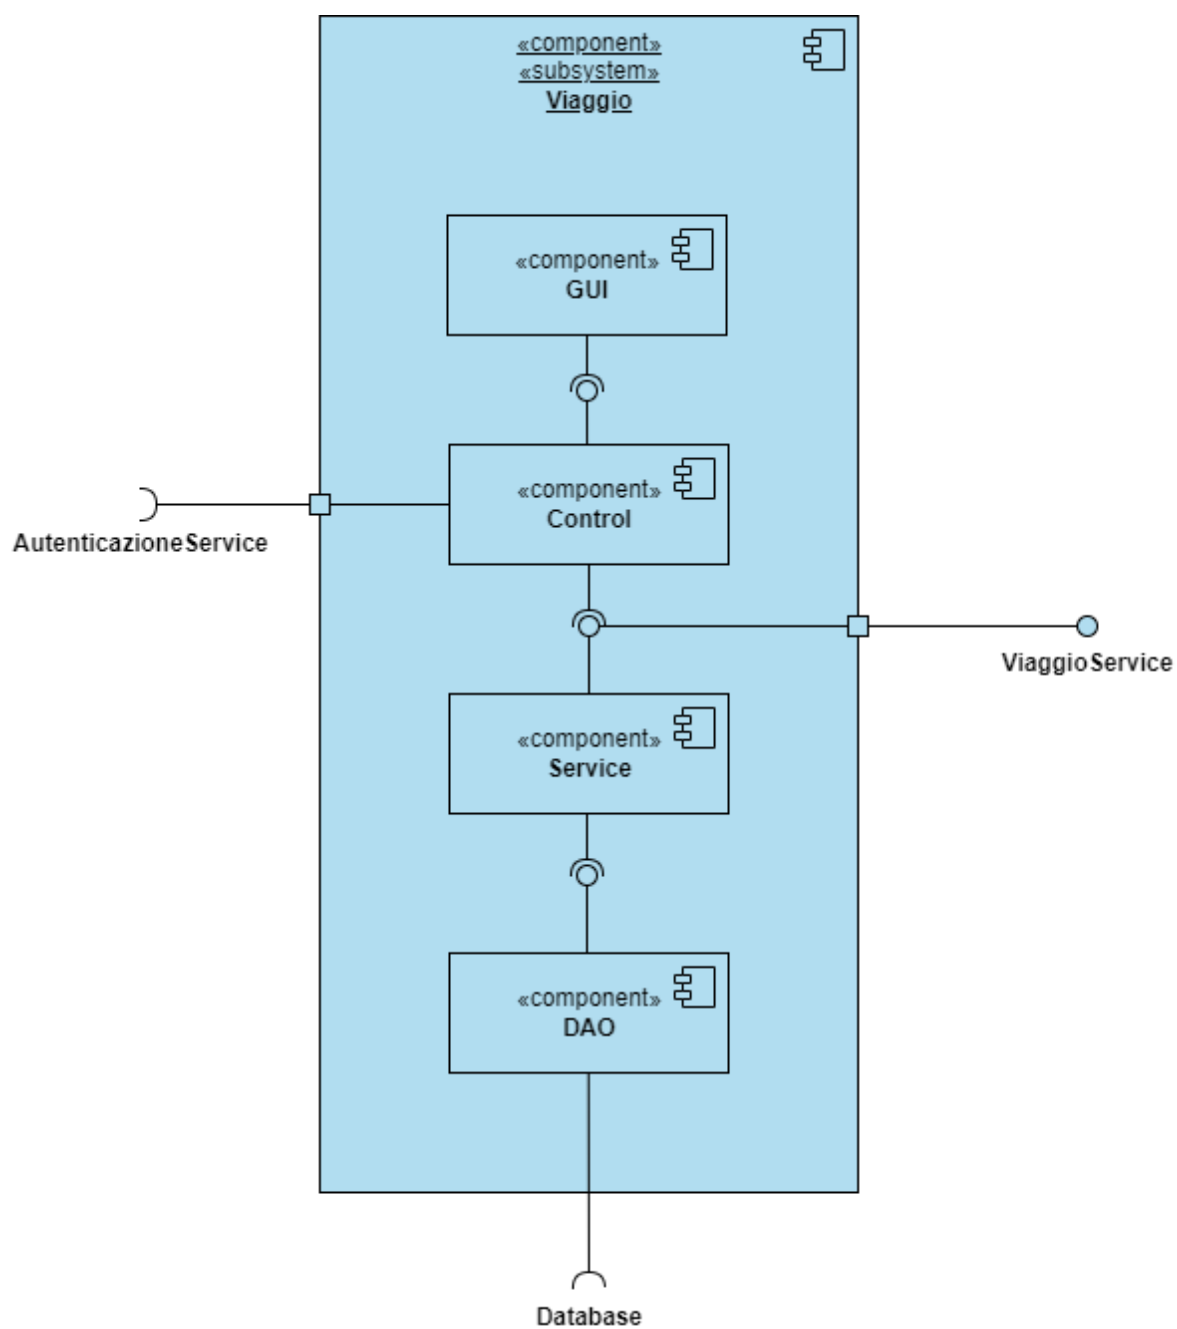 «component»
«subsystem»
Viaggio
«component»
GUI
«component»
Control
AutenticazioneService
ViaggioService
«component»
Service
«component»
DAO
Database